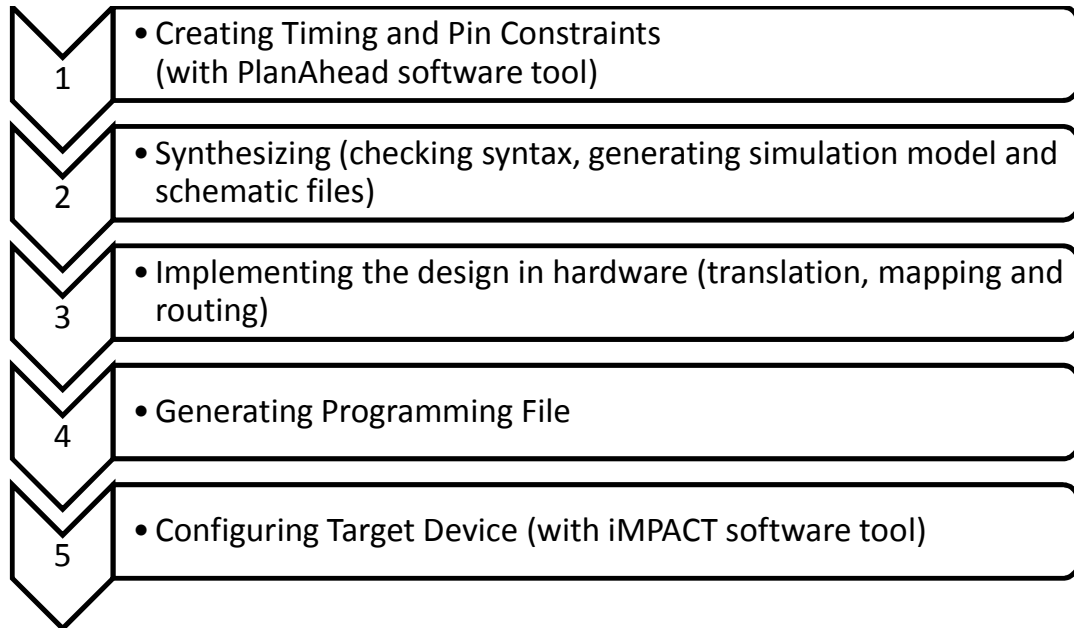 1
• Creating Timing and Pin Constraints
(with PlanAhead software tool)
2
• Synthesizing (checking syntax, generating simulation model and
schematic files)
3
• Implementing the design in hardware (translation, mapping and
routing)
4
• Generating Programming File
5
• Configuring Target Device (with iMPACT software tool)